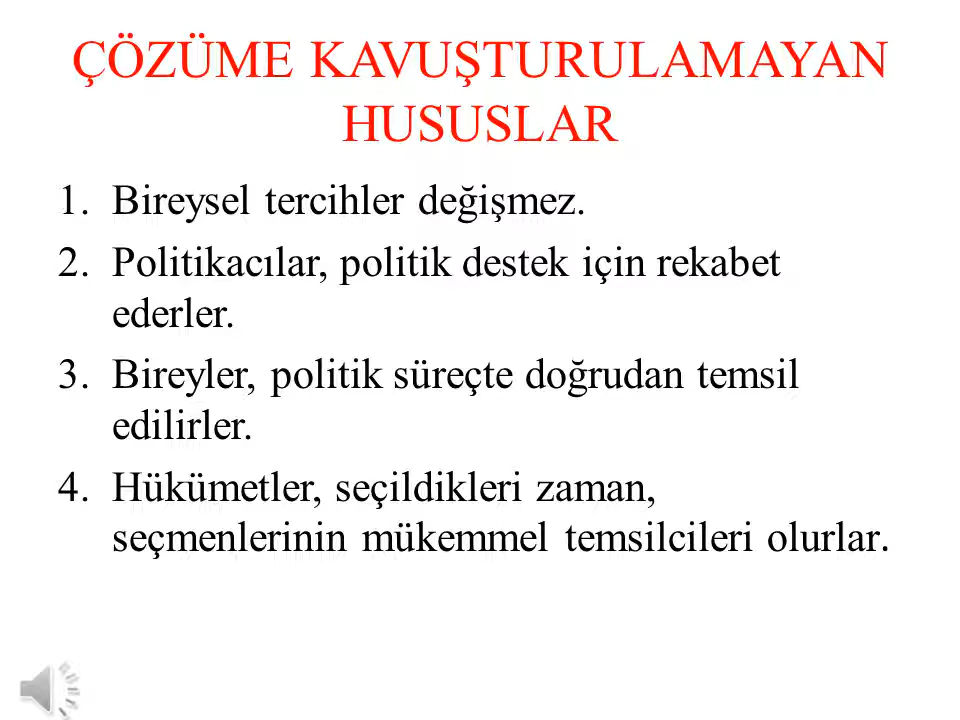 ÇÖZÜME KAVUŞTURULAMAYAN
HUSUSLAR
1. Bireysel tercihler değişmez.
2. Politikacılar, politik destek için rekabet
ederler.
3. Bireyler, politik süreçte doğrudan temsil
edilirler.
4. Hükümetler, seçildikleri zaman,
seçmenlerinin mükemmel temsilcileri olurlar.